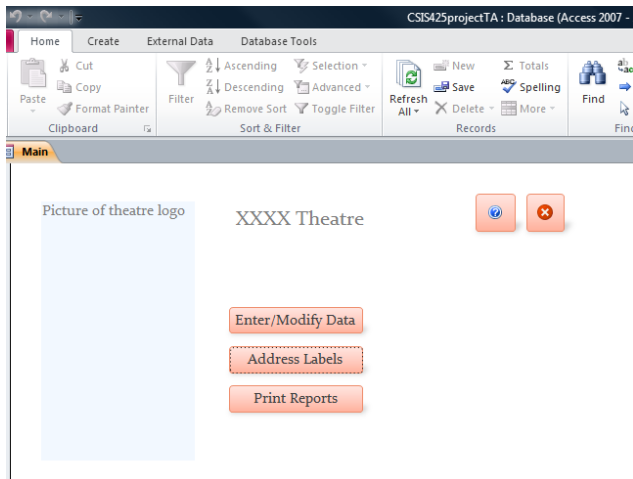 CSIS425projectTA : Database (Access 2007 -
Home Create External Data Database Tools
Cut Ascending Selection New Σ Totals
Copy Descending Advanced Save Spelling
Paste Format Painter Filter Remove Sort Toggle Filter Refresh All Delete More Find
Clipboard Sort & Filter Records Find
Main
Picture of theatre logo XXXX Theatre
Enter/Modify Data
Address Labels
Print Reports